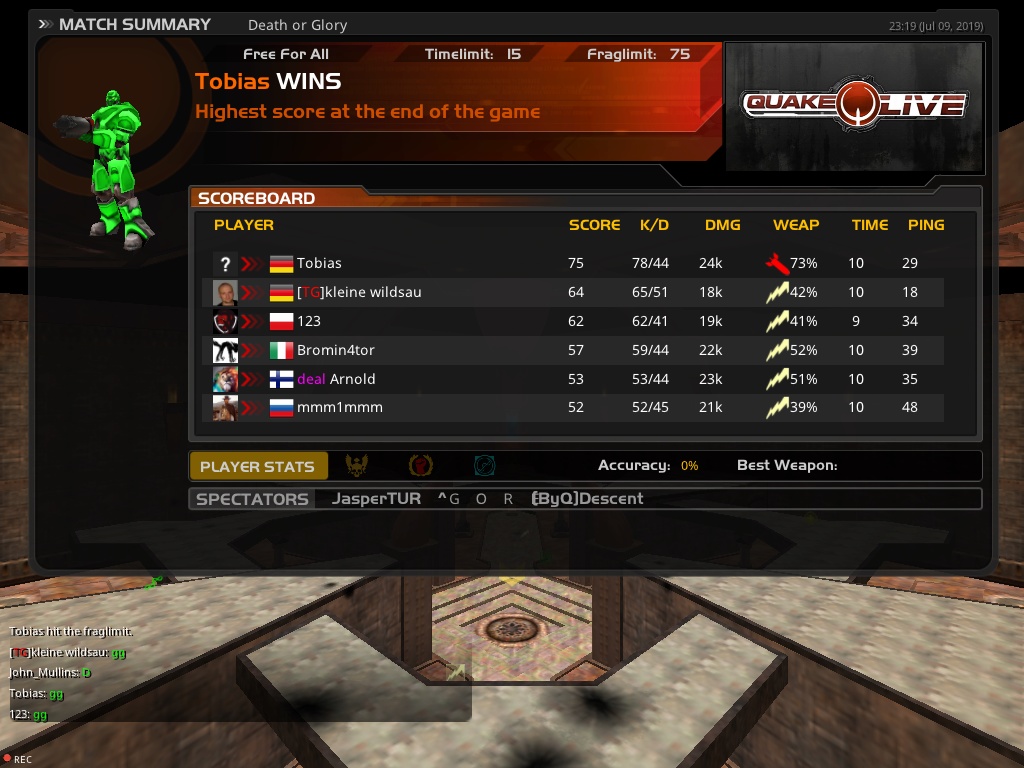 MATCH SUMMARY Death or Glory 23:19 (Jul 09, 2019)
Free For All Timelimit: 15 Fraglimit: 75
Tobias WINS
Highest score at the end of the game
QUAKE LIVE
SCOREBOARD
PLAYER SCORE K/D DMG WEAP TIME PING
? Tobias 75 78/44 24k 73% 10 29
[TG]kleine wildsau 64 65/51 18k 42% 10 18
123 62 62/41 19k 41% 9 34
Bromin4tor 57 59/44 22k 52% 10 39
deal Arnold 53 53/44 23k 51% 10 35
mmm1mmm 52 52/45 21k 39% 10 48
PLAYER STATS Accuracy: 0% Best Weapon:
SPECTATORS JasperTUR ^G O R [ByQ]Descent
Tobias hit the fraglimit.
[TG]kleine wildsau: gg
John_Mullins: D
Tobias: gg
123: gg
REC